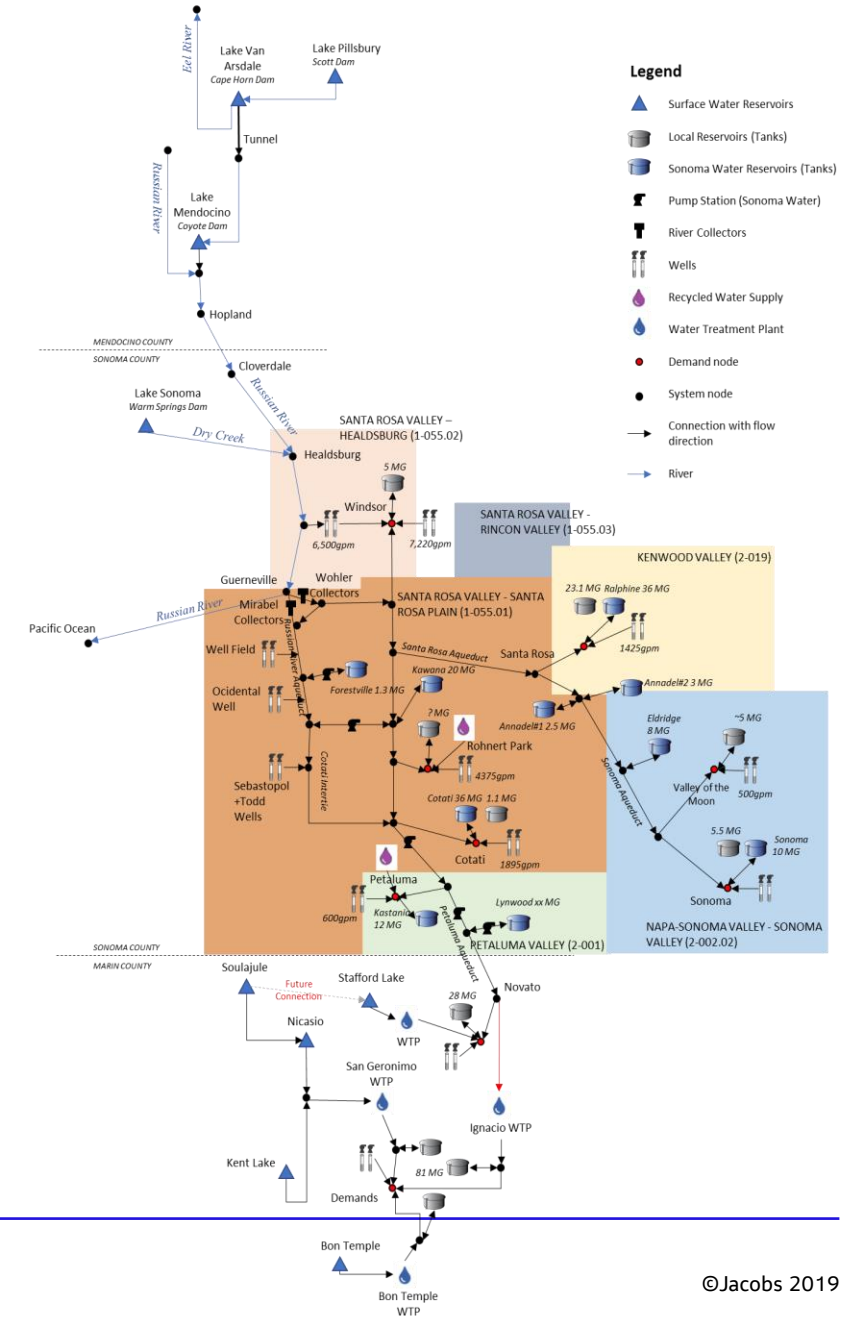 Eel River
Lake Van
Arsdale
Cape Horn Dam
Lake Pillsbury
Scott Dam
Tunnel
Russian River
Lake
Mendocino
Coyote Dam
Hopland
MENDOCINO COUNTY
SONOMA COUNTY
Cloverdale
Russian River
Lake Sonoma
Warm Springs Dam
Dry Creek
Healdsburg
Legend
Surface Water Reservoirs
Local Reservoirs (Tanks)
Sonoma Water Reservoirs (Tanks)
Pump Station (Sonoma Water)
River Collectors
Wells
Recycled Water Supply
Water Treatment Plant
Demand node
System node
Connection with flow
direction
River
SANTA ROSA VALLEY –
HEALDSBURG (1-055.02)
5 MG
Windsor
6,500gpm
7,220gpm
SANTA ROSA VALLEY -
RINCON VALLEY (1-055.03)
KENWOOD VALLEY (2-019)
Guerneville
Wohler
Collectors
Mirabel
Collectors
Russian River
Pacific Ocean
SANTA ROSA VALLEY - SANTA
ROSA PLAIN (1-055.01)
23.1 MG
Ralphine 36 MG
1425gpm
Santa Rosa
Santa Rosa Aqueduct
Well Field
Russian River Aqueduct
Forestville 1.3 MG
Kawana 20 MG
Ocidental
Well
Annadel#2 3 MG
Annadel#1 2.5 MG
? MG
Rohnert Park
4375gpm
Eldridge
8 MG
~5 MG
Valley of the
Moon
500gpm
Sonoma Aqueduct
Sebastopol
+Todd
Wells
Cotati Intertie
Cotati 36 MG
1.1 MG
Cotati
1895gpm
5.5 MG
Sonoma
10 MG
Sonoma
Petaluma
600gpm
Kastania
12 MG
Petaluma Aqueduct
Lynwood xx MG
PETALUMA VALLEY (2-001)
NAPA-SONOMA VALLEY - SONOMA
VALLEY (2-002.02)
SONOMA COUNTY
MARIN COUNTY
Soulajule
Future
Connection
Stafford Lake
WTP
28 MG
Novato
Nicasio
San Geronimo
WTP
Ignacio WTP
Kent Lake
81 MG
Demands
Bon Temple
Bon Temple
WTP
©Jacobs 2019